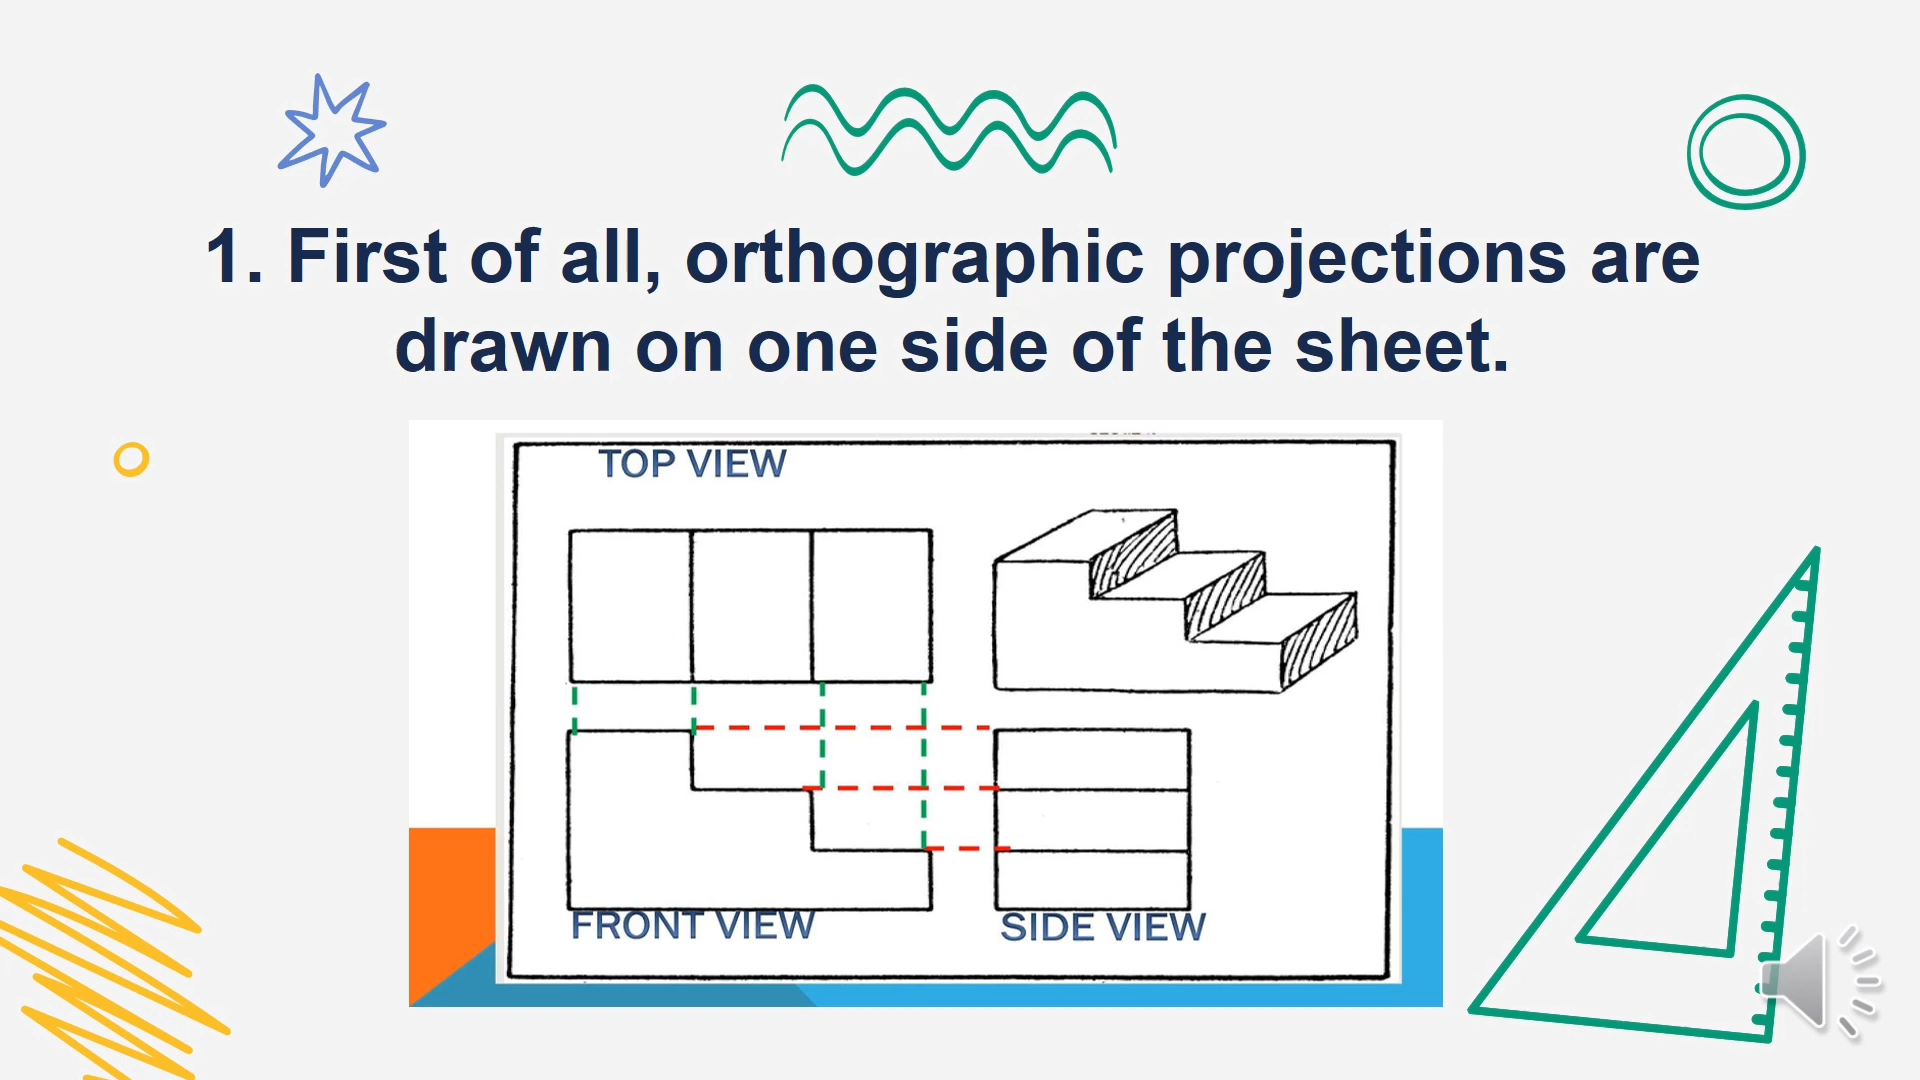 1. First of all, orthographic projections are
drawn on one side of the sheet.
TOP VIEW
FRONT VIEW
SIDE VIEW